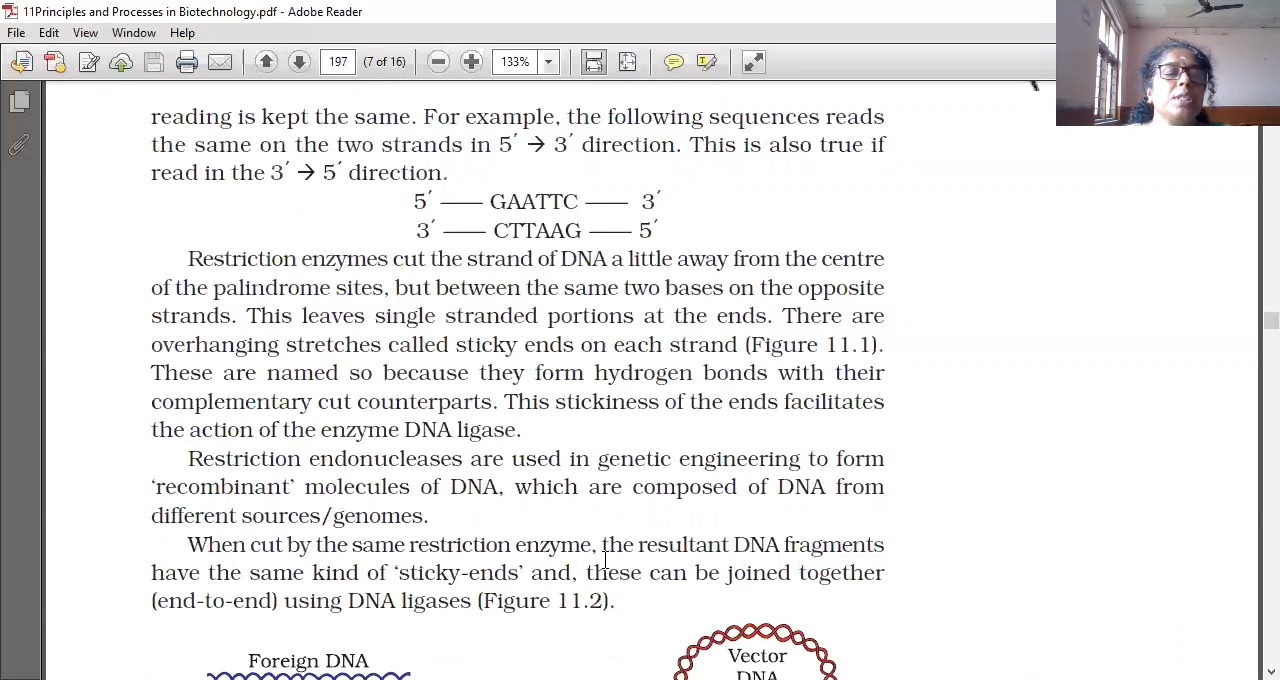 11Principles and Processes in Biotechnology.pdf - Adobe Reader
File Edit View Window Help
197 (7 of 16) 133%
reading is kept the same. For example, the following sequences reads
the same on the two strands in 5´ → 3´ direction. This is also true if
read in the 3´ → 5´ direction.
5´ —— GAATTC —— 3´
3´ —— CTTAAG —— 5´
Restriction enzymes cut the strand of DNA a little away from the centre
of the palindrome sites, but between the same two bases on the opposite
strands. This leaves single stranded portions at the ends. There are
overhanging stretches called sticky ends on each strand (Figure 11.1).
These are named so because they form hydrogen bonds with their
complementary cut counterparts. This stickiness of the ends facilitates
the action of the enzyme DNA ligase.
Restriction endonucleases are used in genetic engineering to form
‘recombinant’ molecules of DNA, which are composed of DNA from
different sources/genomes.
When cut by the same restriction enzyme, the resultant DNA fragments
have the same kind of ‘sticky-ends’ and, these can be joined together
(end-to-end) using DNA ligases (Figure 11.2).
Foreign DNA
Vector
DNA